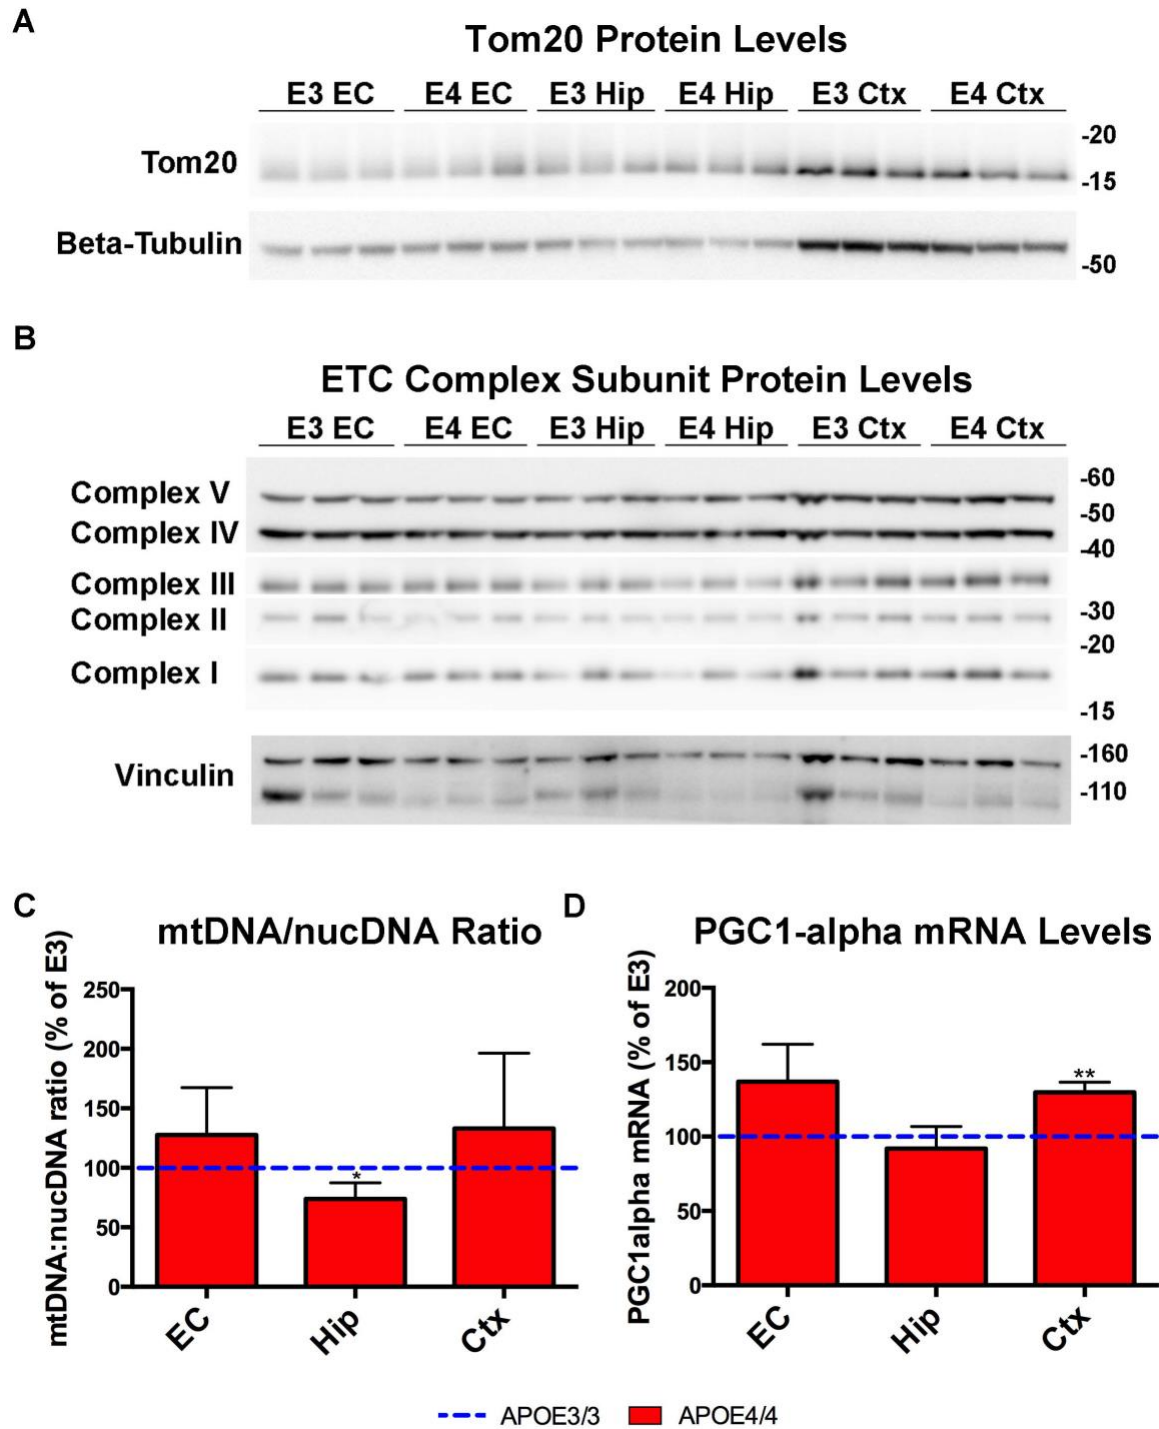 A
Tom20 Protein Levels
E3 EC E4 EC E3 Hip E4 Hip E3 Ctx E4 Ctx
Tom20
-20
-15
Beta-Tubulin
-50
B
ETC Complex Subunit Protein Levels
E3 EC E4 EC E3 Hip E4 Hip E3 Ctx E4 Ctx
Complex V
Complex IV
Complex III
Complex II
Complex I
-60
-50
-40
-30
-20
-15
Vinculin
-160
-110
C
mtDNA/nucDNA Ratio
mtDNA:nucDNA ratio (% of E3)
250
200
150
100
50
0
*
EC Hip Ctx
D
PGC1-alpha mRNA Levels
PGC1alpha mRNA (% of E3)
200
150
100
50
0
**
EC Hip Ctx
APOE3/3 APOE4/4